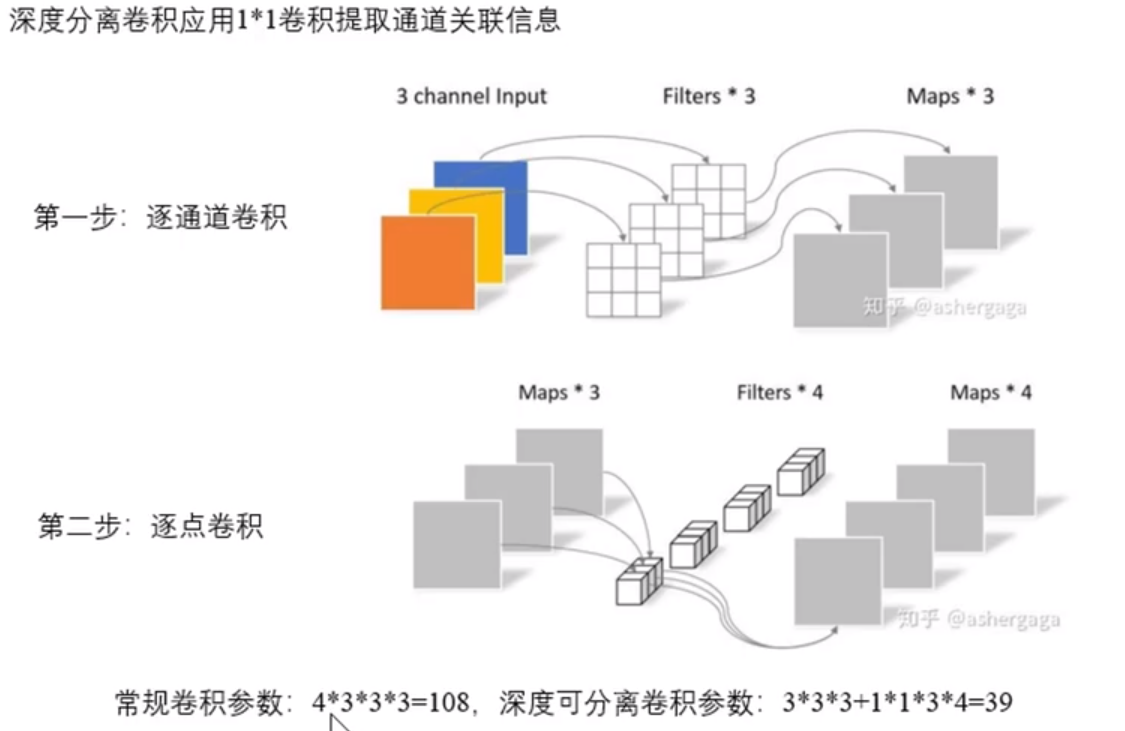 深度分离卷积应用1*1卷积提取通道关联信息
3 channel Input Filters * 3 Maps * 3
第一步：逐通道卷积
知乎 @ashergaga
Maps * 3 Filters * 4 Maps * 4
第二步：逐点卷积
知乎 @ashergaga
常规卷积参数：4*3*3*3=108，深度可分离卷积参数：3*3*3+1*1*3*4=39